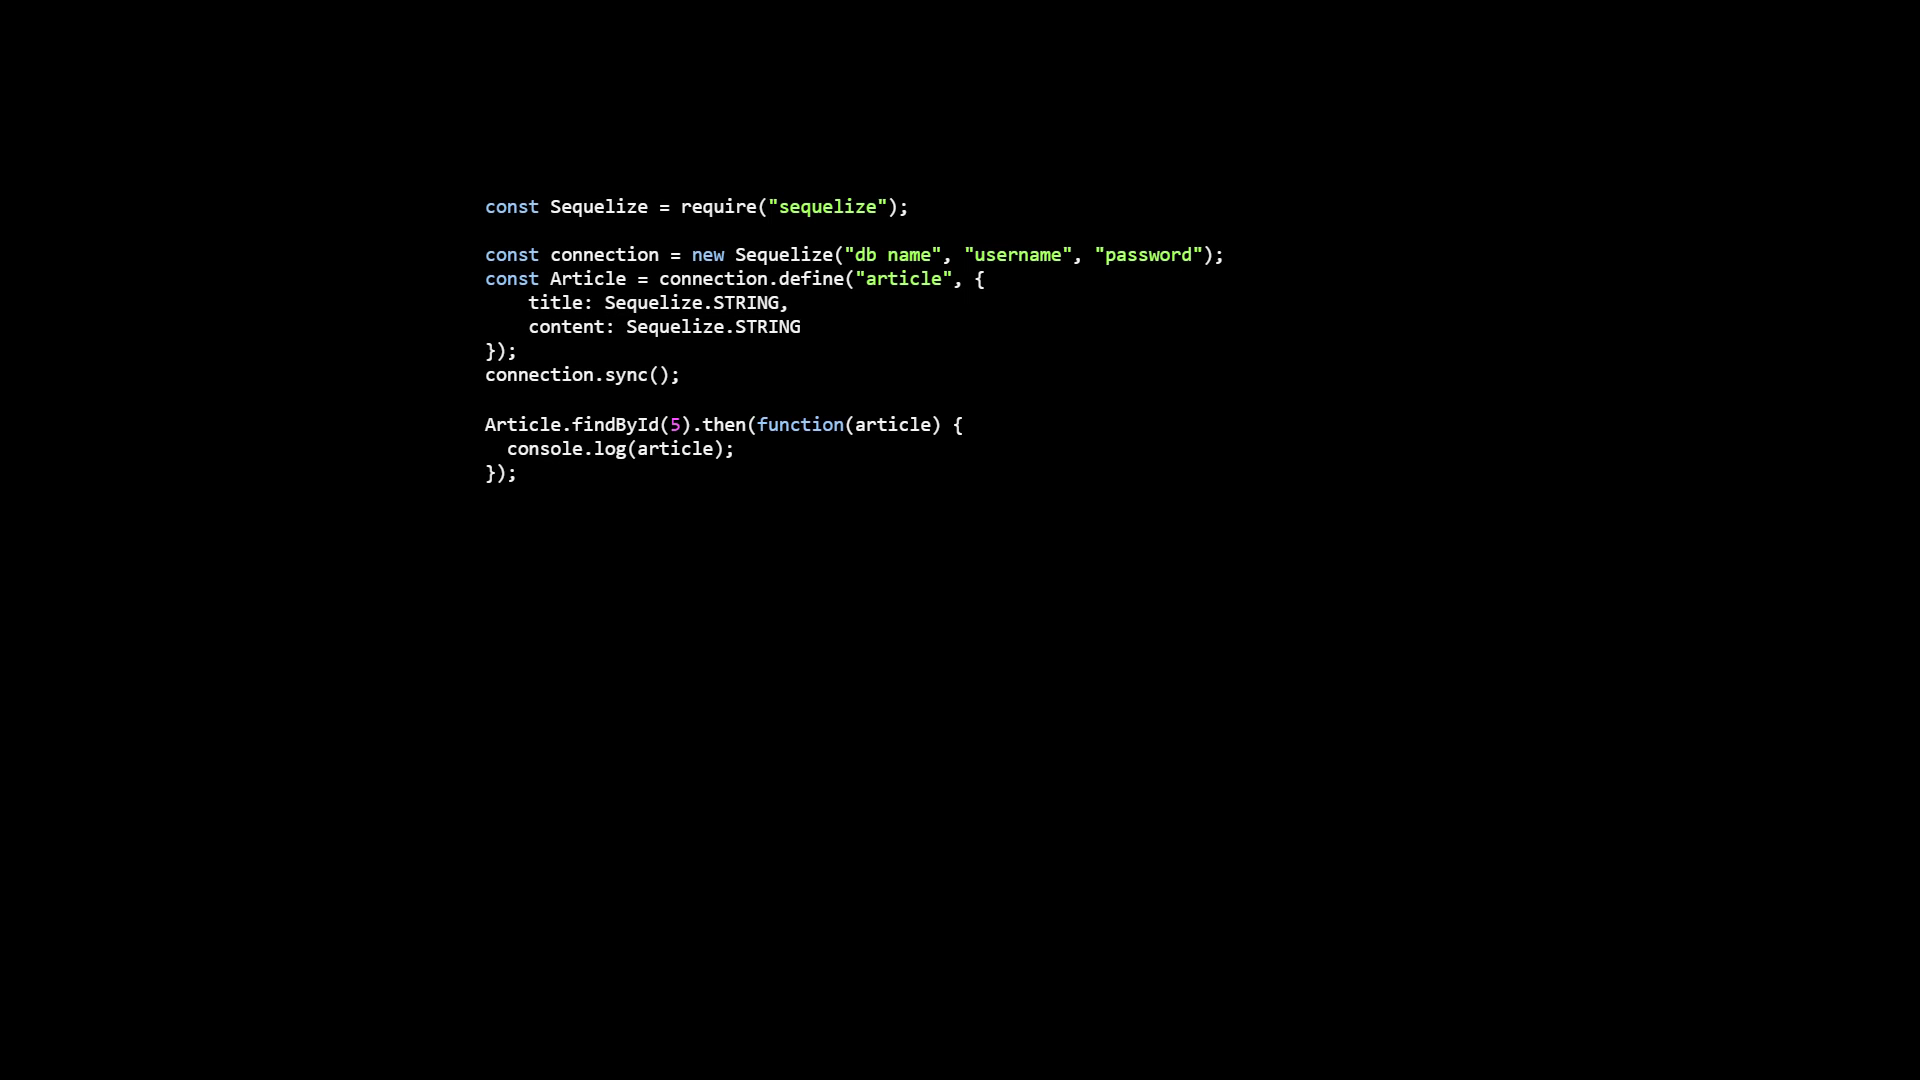 const Sequelize = require("sequelize");
const connection = new Sequelize("db name", "username", "password");
const Article = connection.define("article", {
    title: Sequelize.STRING,
    content: Sequelize.STRING
});
connection.sync();
Article.findById(5).then(function(article) {
  console.log(article);
});